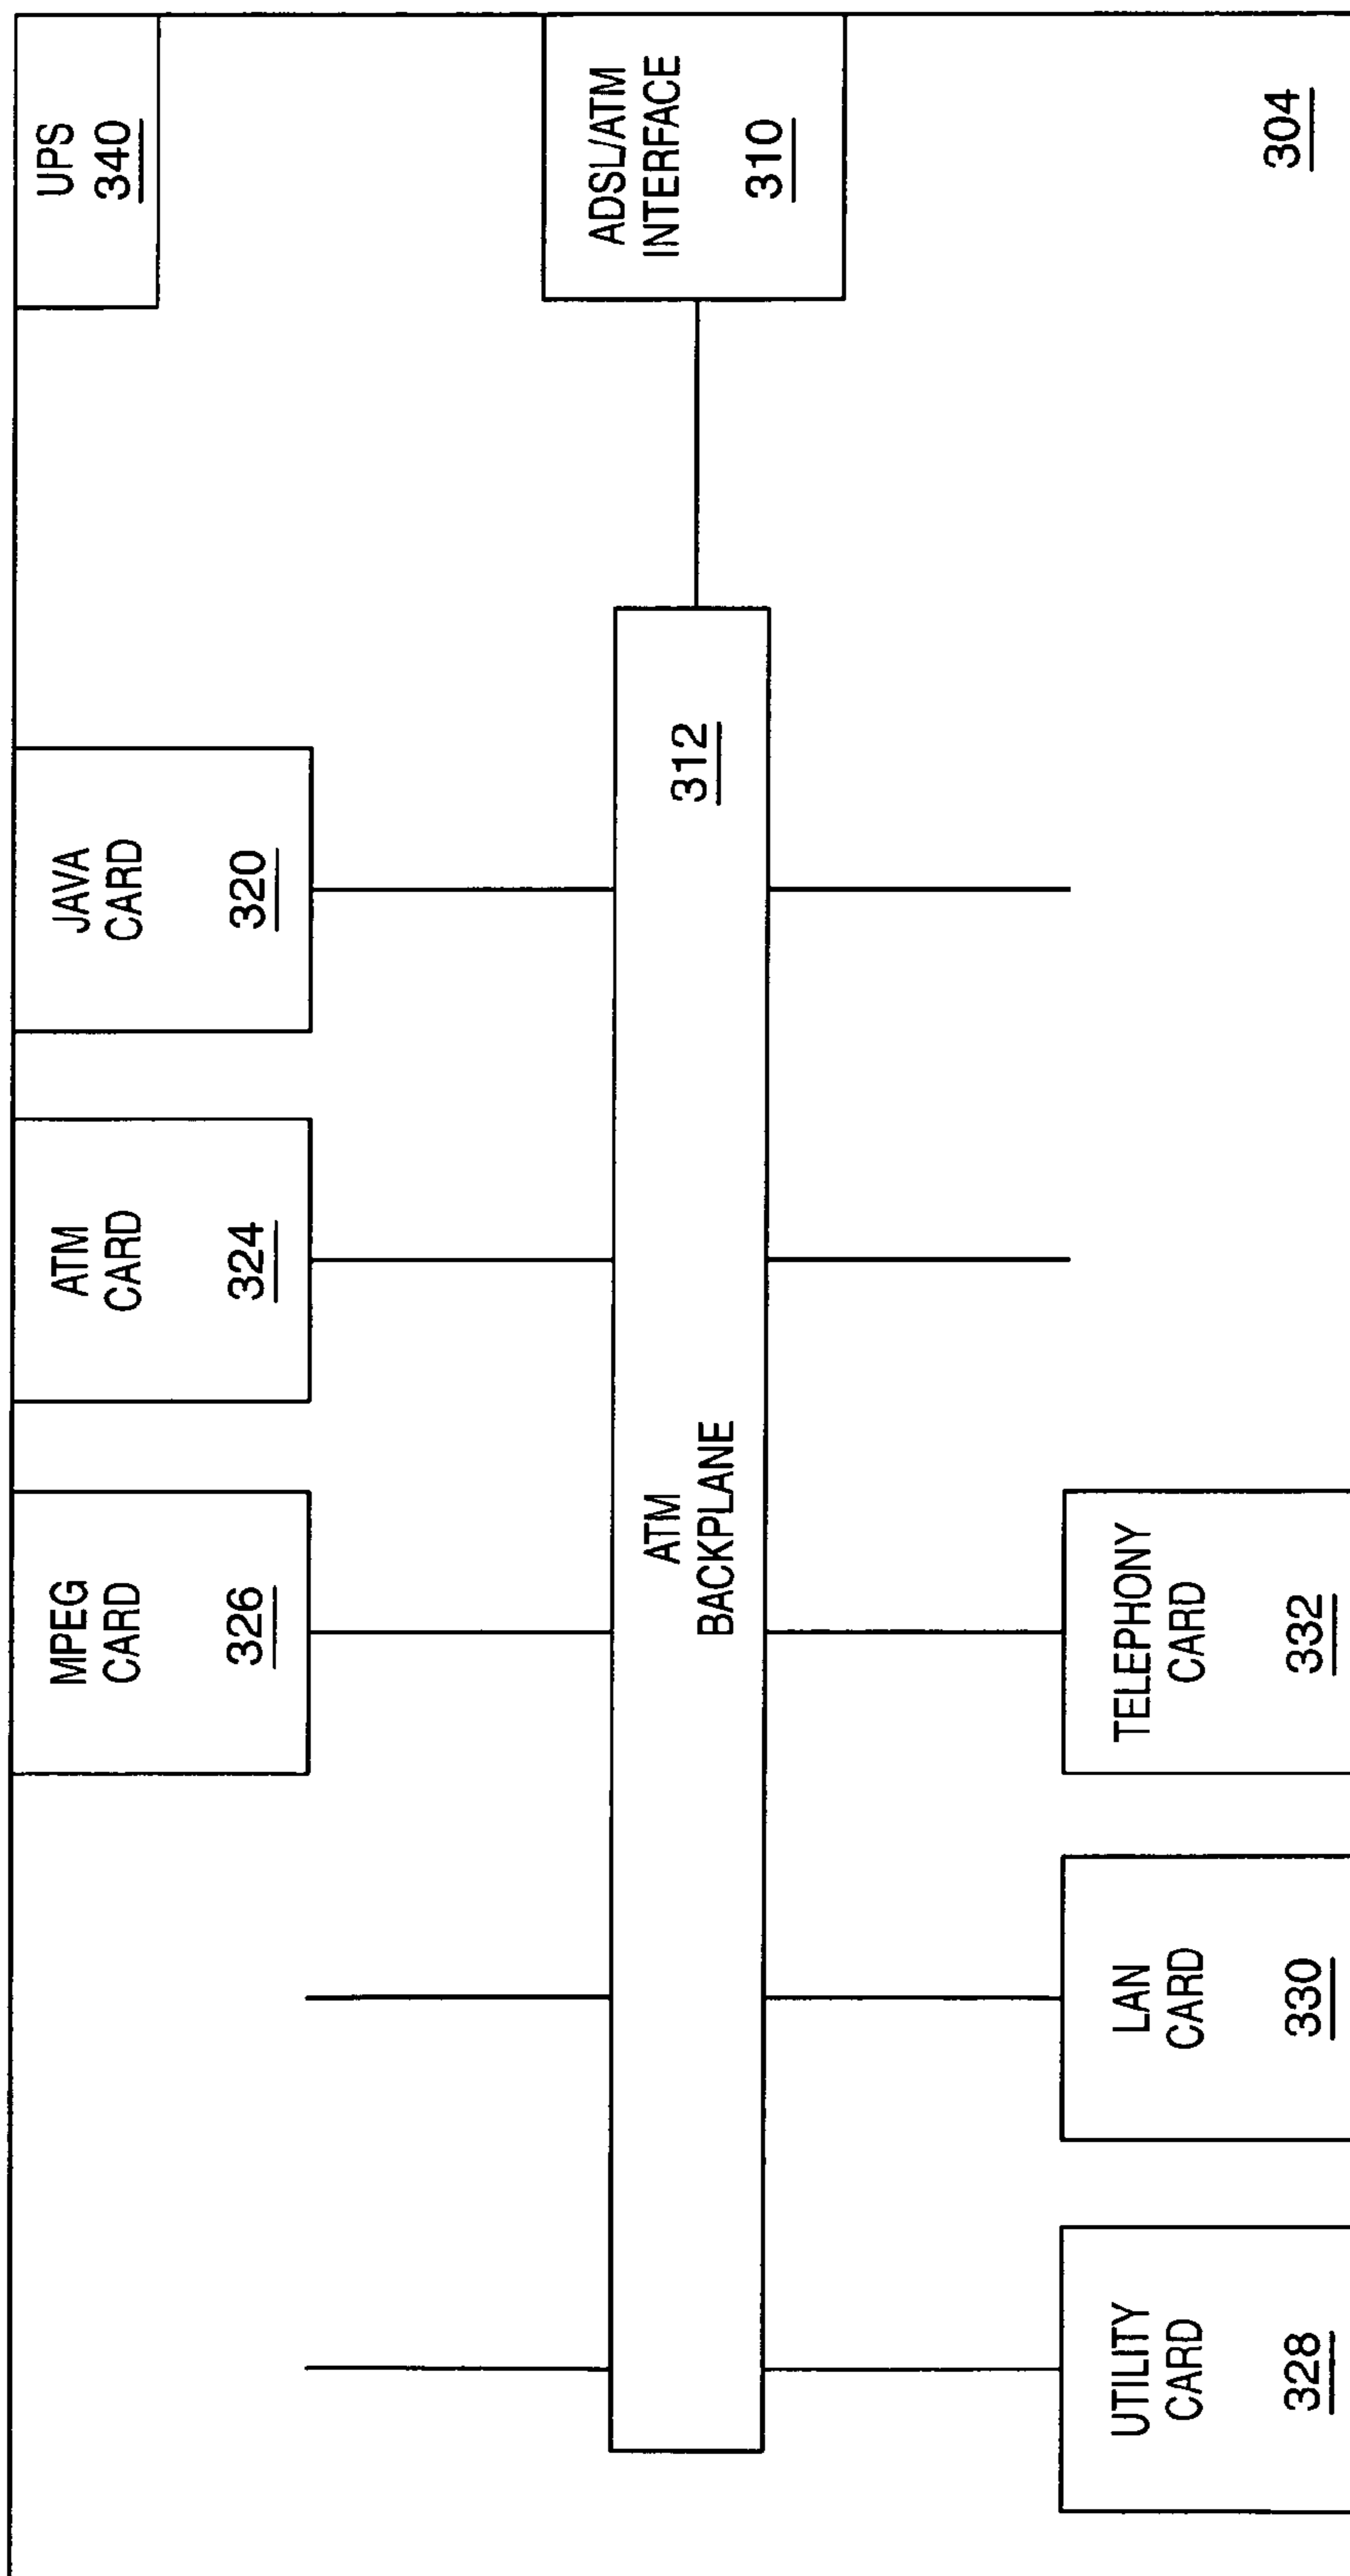 UPS
340
ADSL/ATM
INTERFACE
310
304
JAVA
CARD
320
312
ATM
CARD
324
MPEG
CARD
326
ATM
BACKPLANE
TELEPHONY
CARD
332
LAN
CARD
330
UTILITY
CARD
328